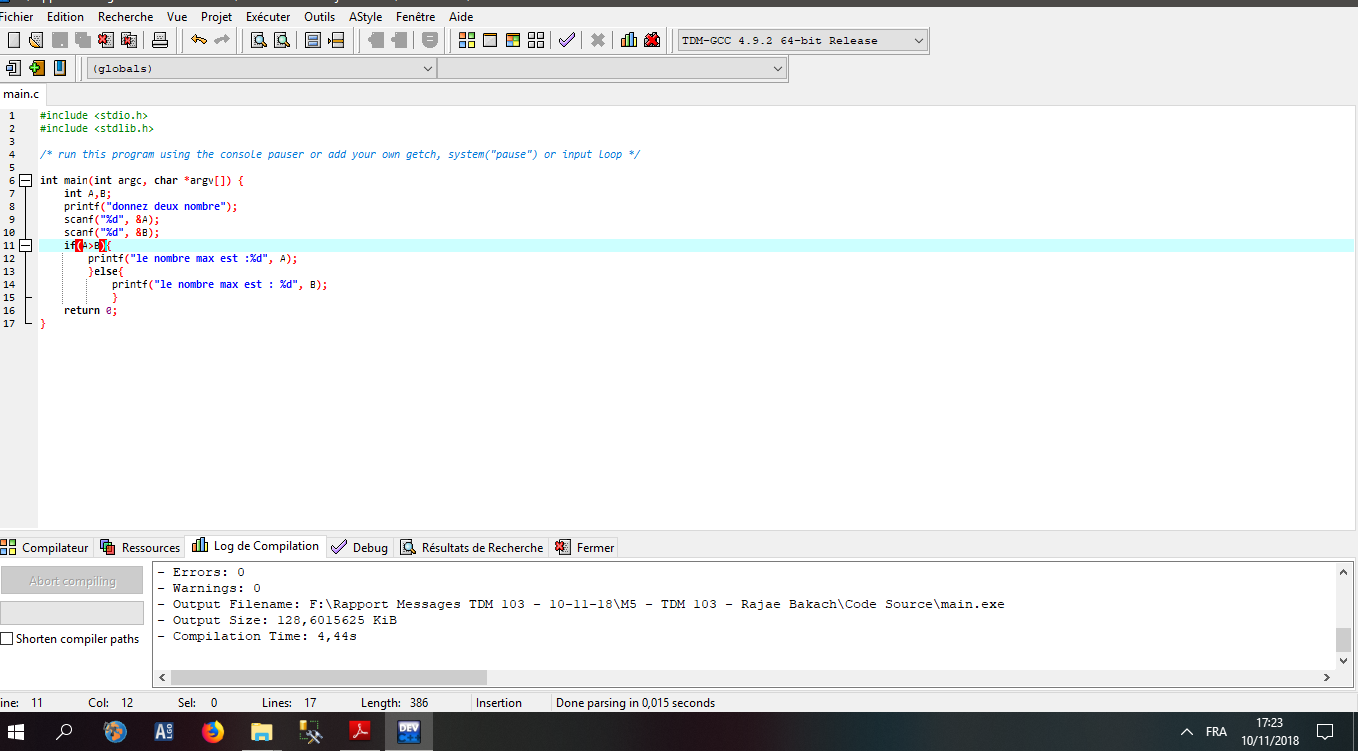 Fichier Edition Recherche Vue Projet Exécuter Outils AStyle Fenêtre Aide
TDM-GCC 4.9.2 64-bit Release
(globals)
main.c
1 #include <stdio.h>
2 #include <stdlib.h>
3
4 /* run this program using the console pauser or add your own getch, system("pause") or input loop */
5
6 int main(int argc, char *argv[]) {
7 int A,B;
8 printf("donnez deux nombre");
9 scanf("%d", &A);
10 scanf("%d", &B);
11 if(A>B){
12 printf("le nombre max est :%d", A);
13 }else{
14 printf("le nombre max est : %d", B);
15 }
16 return 0;
17 }
Compilateur Ressources Log de Compilation Debug Résultats de Recherche Fermer
Abort compiling
Shorten compiler paths
- Errors: 0
- Warnings: 0
- Output Filename: F:\Rapport Messages TDM 103 - 10-11-18\M5 - TDM 103 - Rajae Bakach\Code Source\main.exe
- Output Size: 128,6015625 KiB
- Compilation Time: 4,44s
ine: 11 Col: 12 Sel: 0 Lines: 17 Length: 386 Insertion Done parsing in 0,015 seconds
DEV
FRA
17:23
10/11/2018